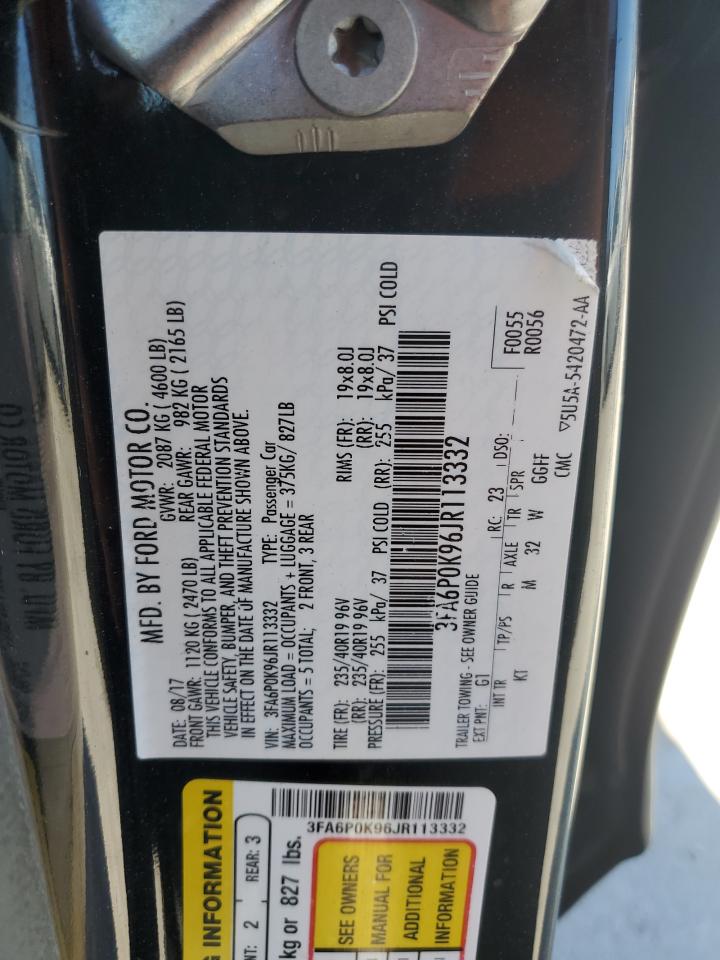 MFD. BY FORD MOTOR CO.
DATE: 08/17 GVWR: 2087 KG ( 4600 LB)
FRONT GAWR: 1120 KG ( 2470 LB) REAR GAWR: 982 KG ( 2165 LB)
THIS VEHICLE CONFORMS TO ALL APPLICABLE FEDERAL MOTOR
VEHICLE SAFETY, BUMPER, AND THEFT PREVENTION STANDARDS
IN EFFECT ON THE DATE OF MANUFACTURE SHOWN ABOVE.
VIN: 3FA6P0K96JR113332 TYPE: Passenger Car
MAXIMUM LOAD = OCCUPANTS + LUGGAGE = 375KG/ 827LB
OCCUPANTS = 5 TOTAL; 2 FRONT, 3 REAR
TIRE (FR): 235/40R19 96V RIMS (FR): 19x8.0J
(RR): 235/40R19 96V (RR): 19x8.0J
PRESSURE (FR): 255 kPa/ 37 PSI COLD (RR): 255 kPa/ 37 PSI COLD
3FA6P0K96JR113332
TRAILER TOWING - SEE OWNER GUIDE
EXT PNT: G1 RC: 23 DSO: F0055
R0056
INT TR TP/PS R AXLE TR SPR
KT M 32 W GGFF
CMC
▽5U5A-5420472-AA
G INFORMATION
NT: 2 REAR: 3
kg or 827 lbs.
3FA6P0K96JR113332
SEE OWNERS
MANUAL FOR
ADDITIONAL
INFORMATION